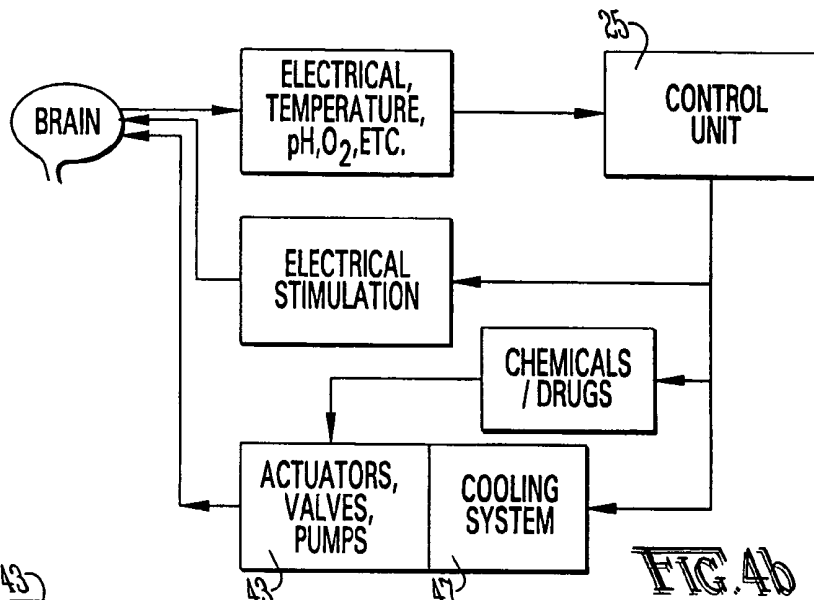 25
BRAIN
ELECTRICAL,
TEMPERATURE,
pH,O₂,ETC.
CONTROL
UNIT
ELECTRICAL
STIMULATION
CHEMICALS
/ DRUGS
ACTUATORS,
VALVES,
PUMPS
COOLING
SYSTEM
43
43
47
FIG.4b